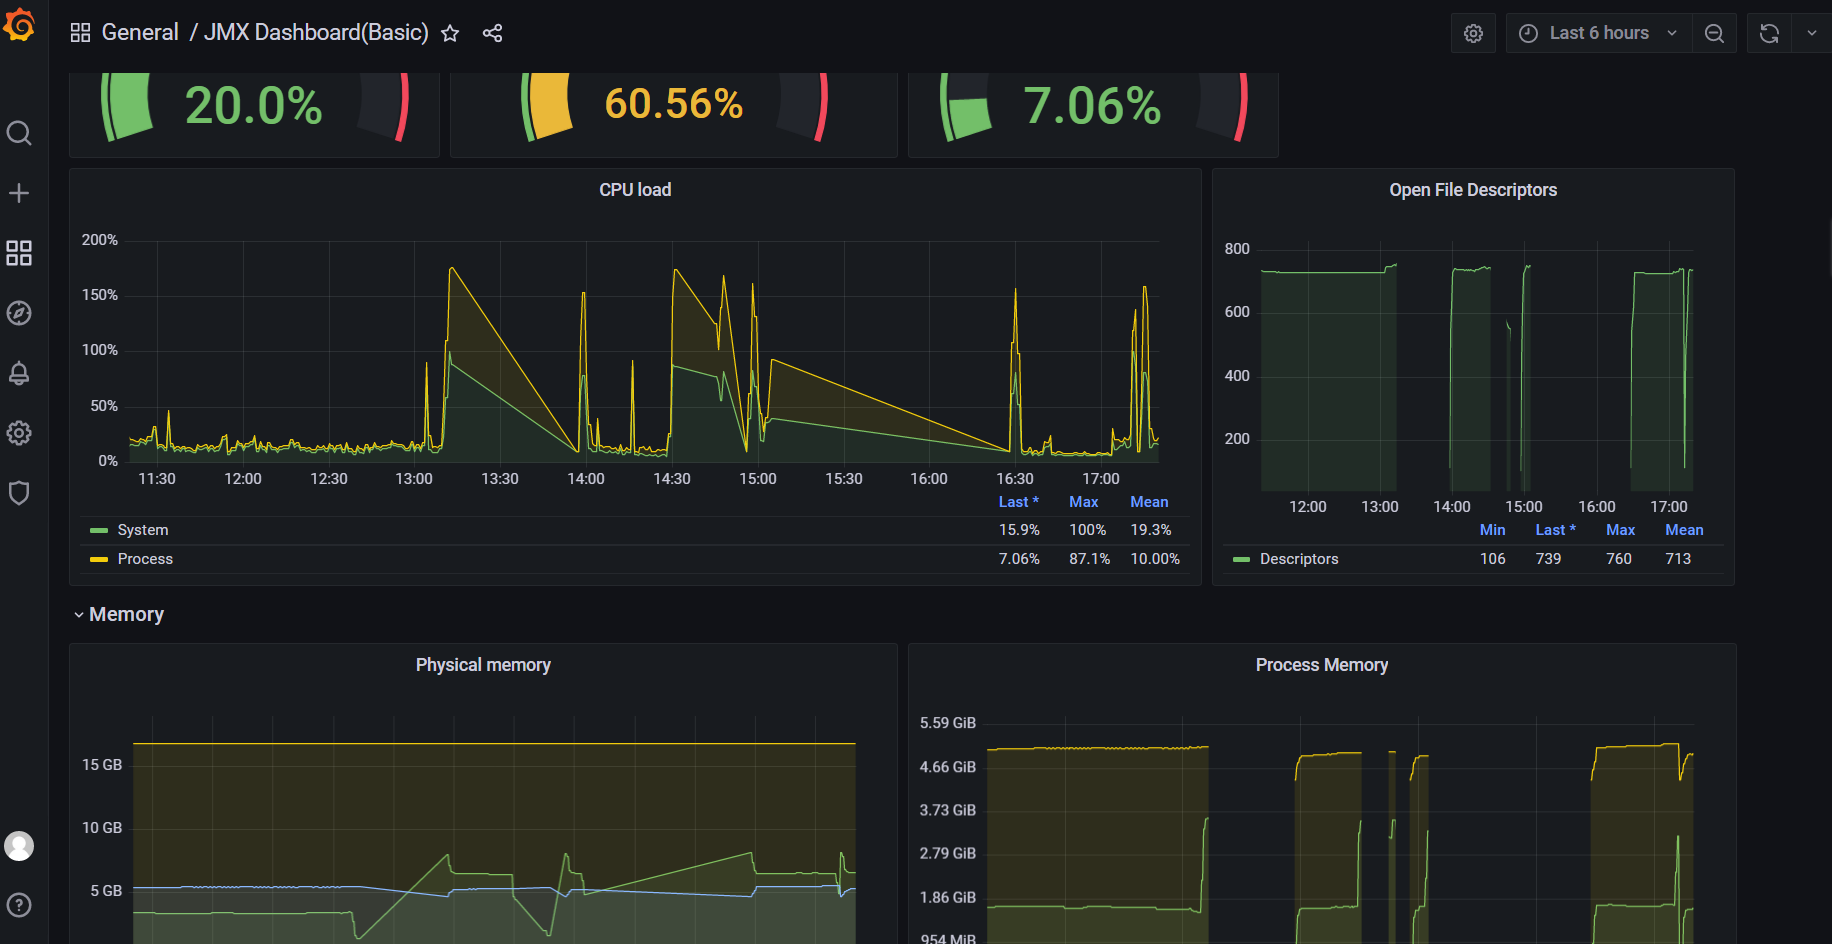 General / JMX Dashboard(Basic)
Last 6 hours
20.0%
60.56%
7.06%
CPU load
200%
150%
100%
50%
0%
11:30 12:00 12:30 13:00 13:30 14:00 14:30 15:00 15:30 16:00 16:30 17:00
Last * Max Mean
System 15.9% 100% 19.3%
Process 7.06% 87.1% 10.00%
Open File Descriptors
800
600
400
200
12:00 13:00 14:00 15:00 16:00 17:00
Min Last * Max Mean
Descriptors 106 739 760 713
Memory
Physical memory
15 GB
10 GB
5 GB
Process Memory
5.59 GiB
4.66 GiB
3.73 GiB
2.79 GiB
1.86 GiB
954 MiB